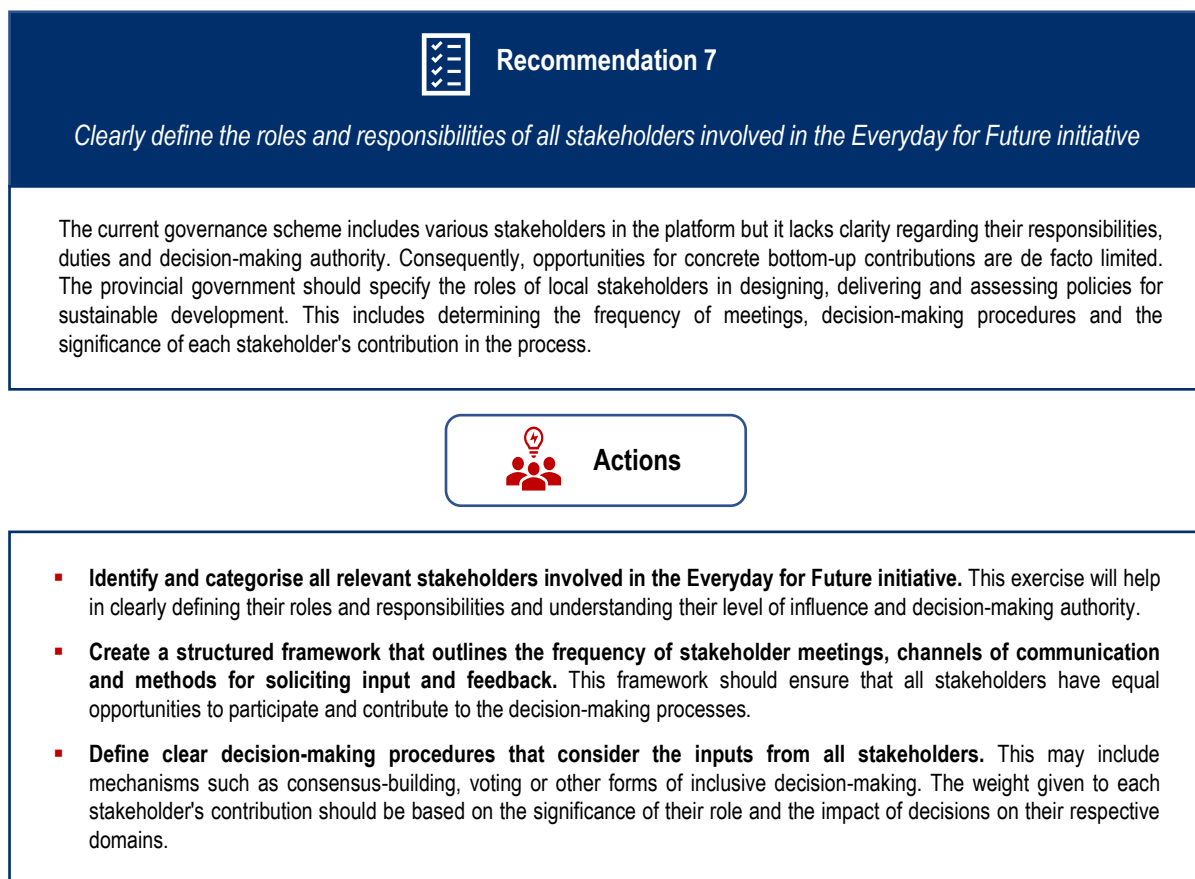 Recommendation 7
Clearly define the roles and responsibilities of all stakeholders involved in the Everyday for Future initiative
The current governance scheme includes various stakeholders in the platform but it lacks clarity regarding their responsibilities,
duties and decision-making authority. Consequently, opportunities for concrete bottom-up contributions are de facto limited.
The provincial government should specify the roles of local stakeholders in designing, delivering and assessing policies for
sustainable development. This includes determining the frequency of meetings, decision-making procedures and the
significance of each stakeholder's contribution in the process.
Actions
▪ Identify and categorise all relevant stakeholders involved in the Everyday for Future initiative. This exercise will help
in clearly defining their roles and responsibilities and understanding their level of influence and decision-making authority.
▪ Create a structured framework that outlines the frequency of stakeholder meetings, channels of communication
and methods for soliciting input and feedback. This framework should ensure that all stakeholders have equal
opportunities to participate and contribute to the decision-making processes.
▪ Define clear decision-making procedures that consider the inputs from all stakeholders. This may include
mechanisms such as consensus-building, voting or other forms of inclusive decision-making. The weight given to each
stakeholder's contribution should be based on the significance of their role and the impact of decisions on their respective
domains.